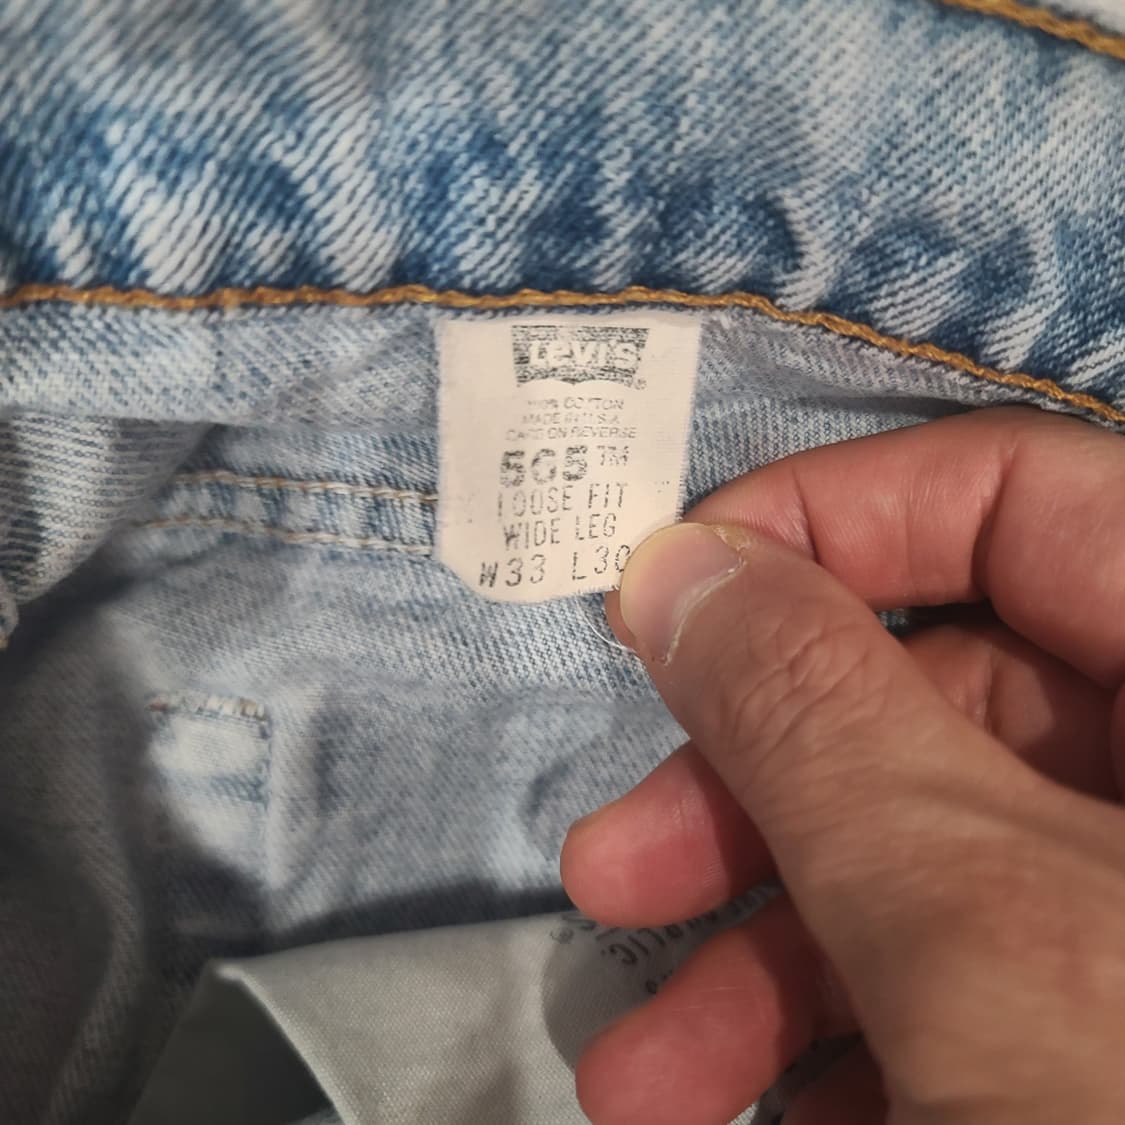 Levi's ®
100% COTTON
MADE IN U.S.A.
CARE ON REVERSE
565™
LOOSE FIT
WIDE LEG
W33 L30